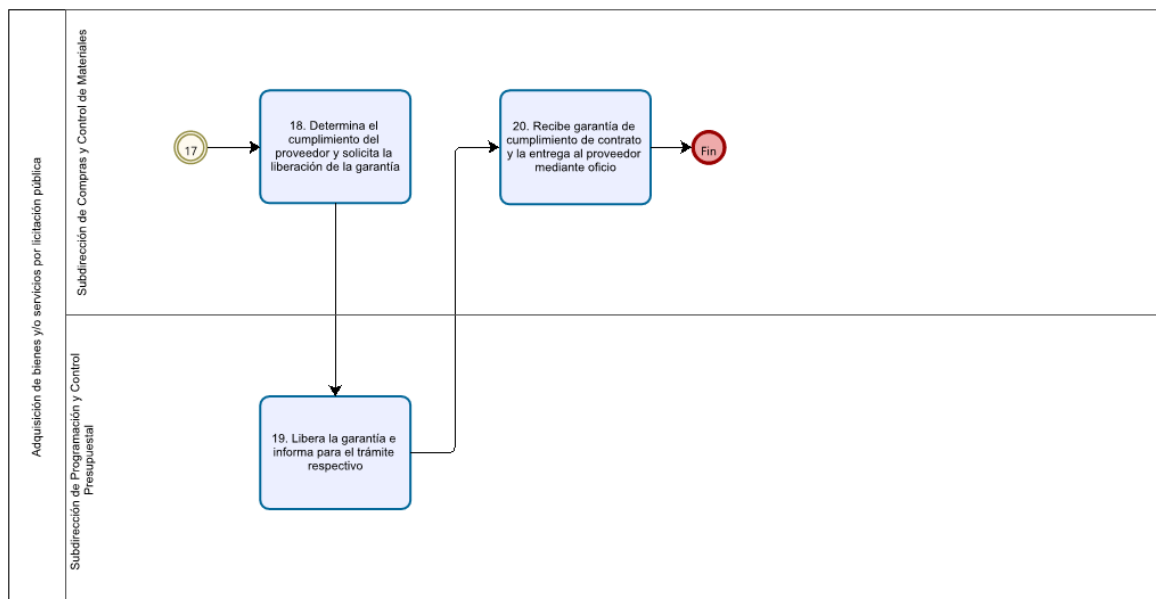 Adquisición de bienes y/o servicios por licitación pública
Subdirección de Compras y Control de Materiales
17
18. Determina el
cumplimiento del
proveedor y solicita la
liberación de la garantía
20. Recibe garantía de
cumplimiento de contrato
y la entrega al proveedor
mediante oficio
Fin
Subdirección de Programación y Control
Presupuestal
19. Libera la garantía e
informa para el trámite
respectivo